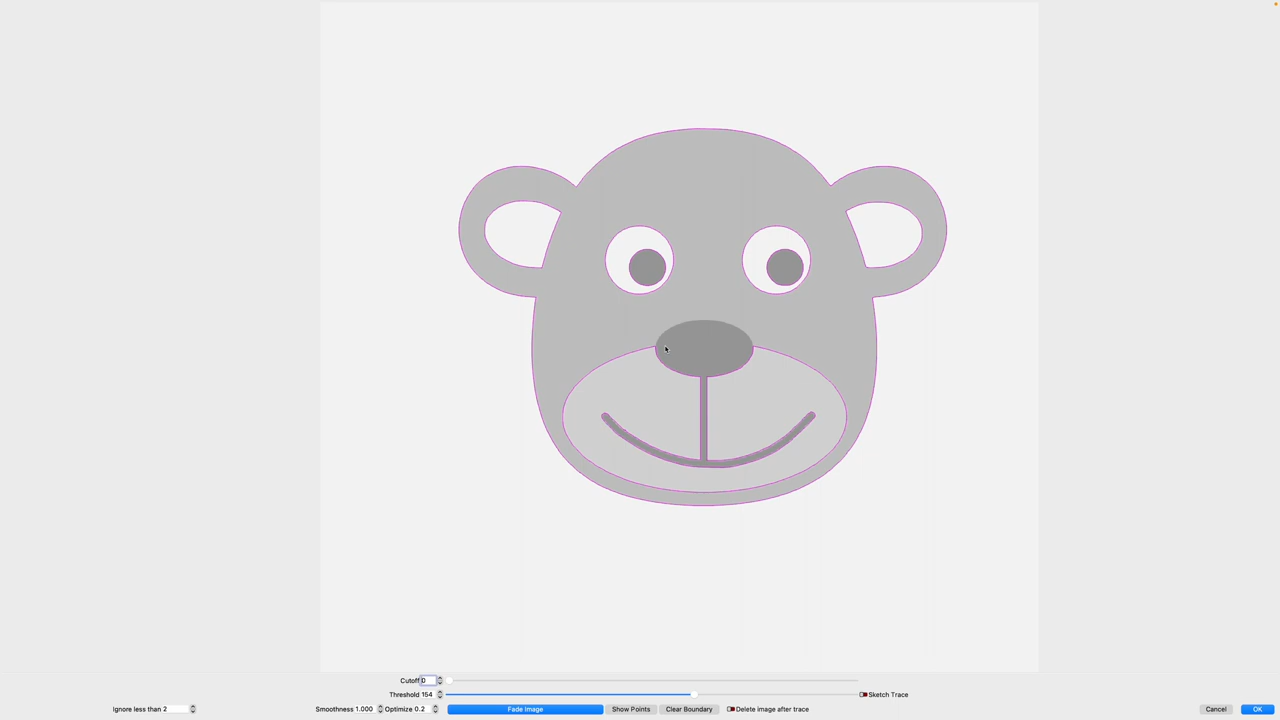 Cutoff 0
Threshold 154 Sketch Trace
Ignore less than 2 Smoothness 1.000 Optimize 0.2 Fade Image Show Points Clear Boundary Delete image after trace Cancel OK